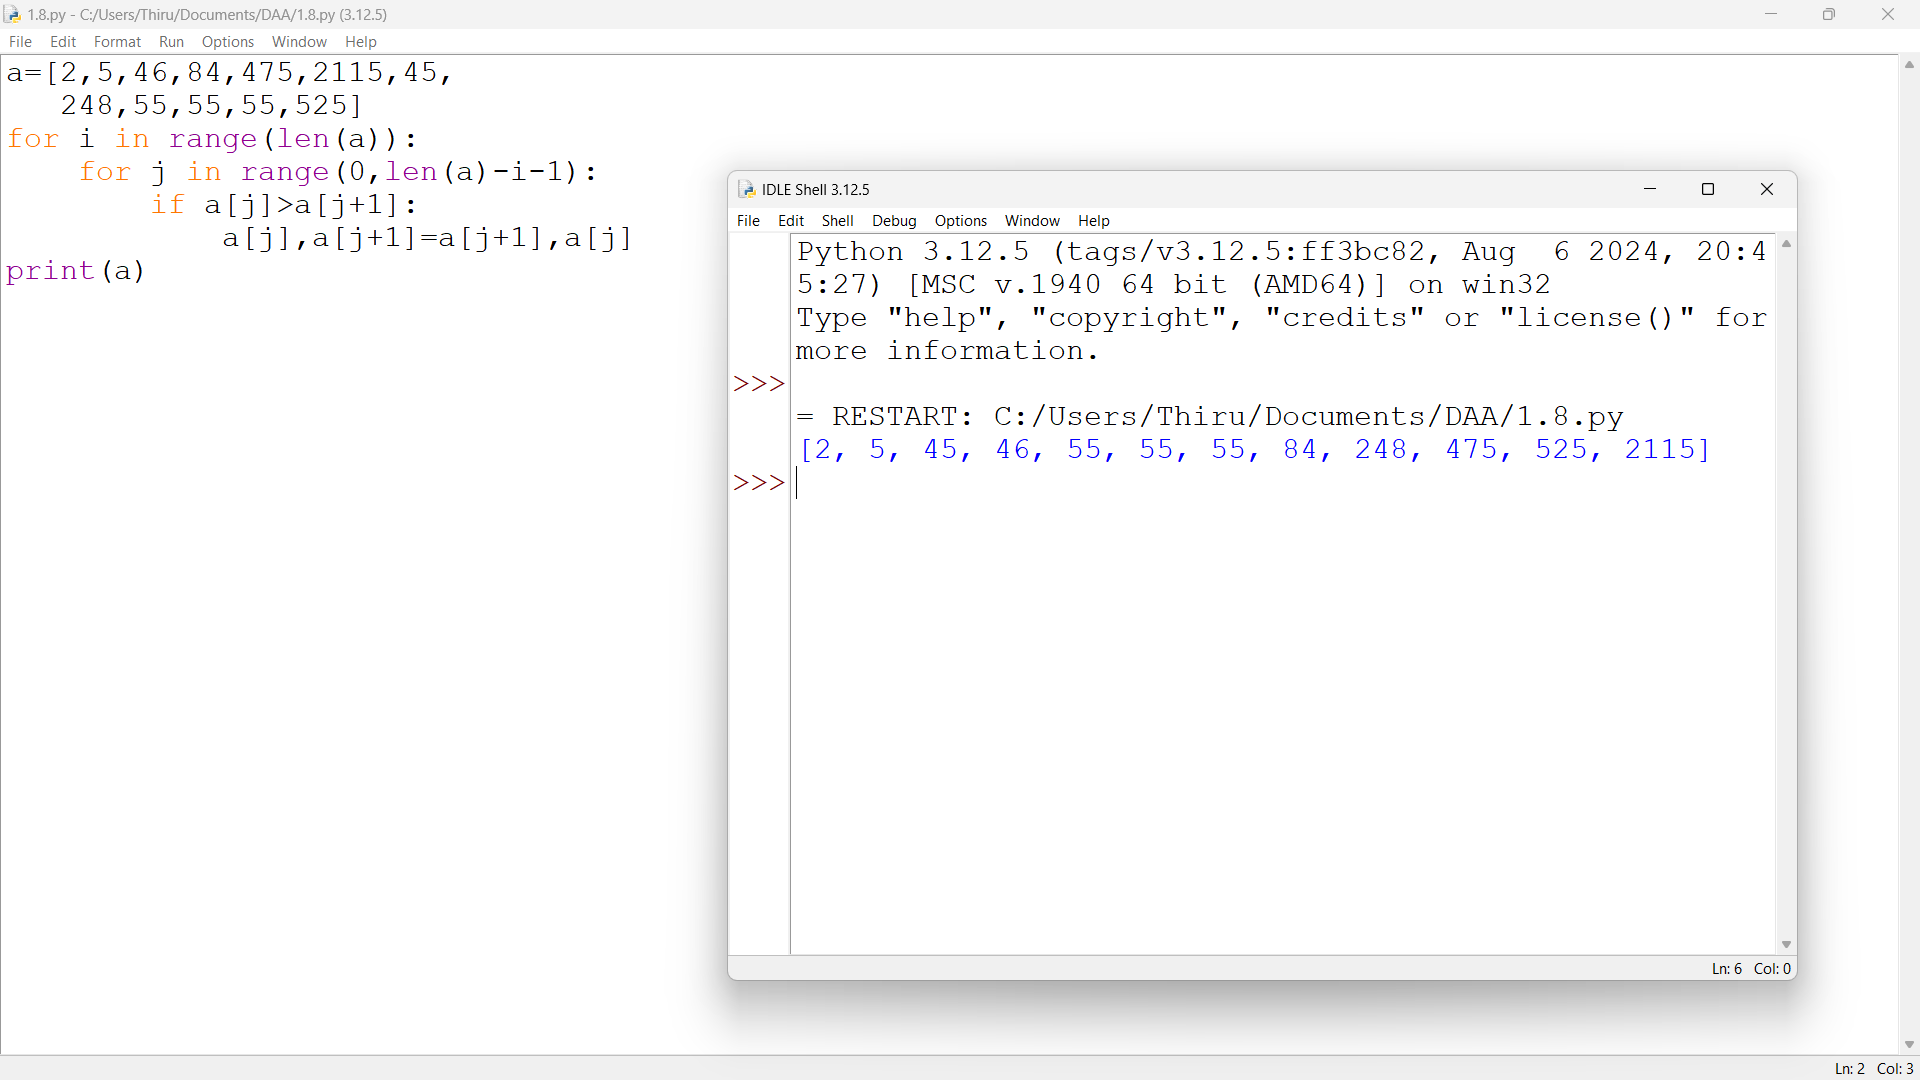 1.8.py - C:/Users/Thiru/Documents/DAA/1.8.py (3.12.5)
File Edit Format Run Options Window Help
a=[2,5,46,84,475,2115,45,
   248,55,55,55,525]
for i in range(len(a)):
    for j in range(0,len(a)-i-1):
        if a[j]>a[j+1]:
            a[j],a[j+1]=a[j+1],a[j]
print(a)
IDLE Shell 3.12.5
File Edit Shell Debug Options Window Help
Python 3.12.5 (tags/v3.12.5:ff3bc82, Aug  6 2024, 20:4
5:27) [MSC v.1940 64 bit (AMD64)] on win32
Type "help", "copyright", "credits" or "license()" for
more information.
>>>
= RESTART: C:/Users/Thiru/Documents/DAA/1.8.py
[2, 5, 45, 46, 55, 55, 55, 84, 248, 475, 525, 2115]
>>>
Ln: 6 Col: 0
Ln: 2 Col: 3